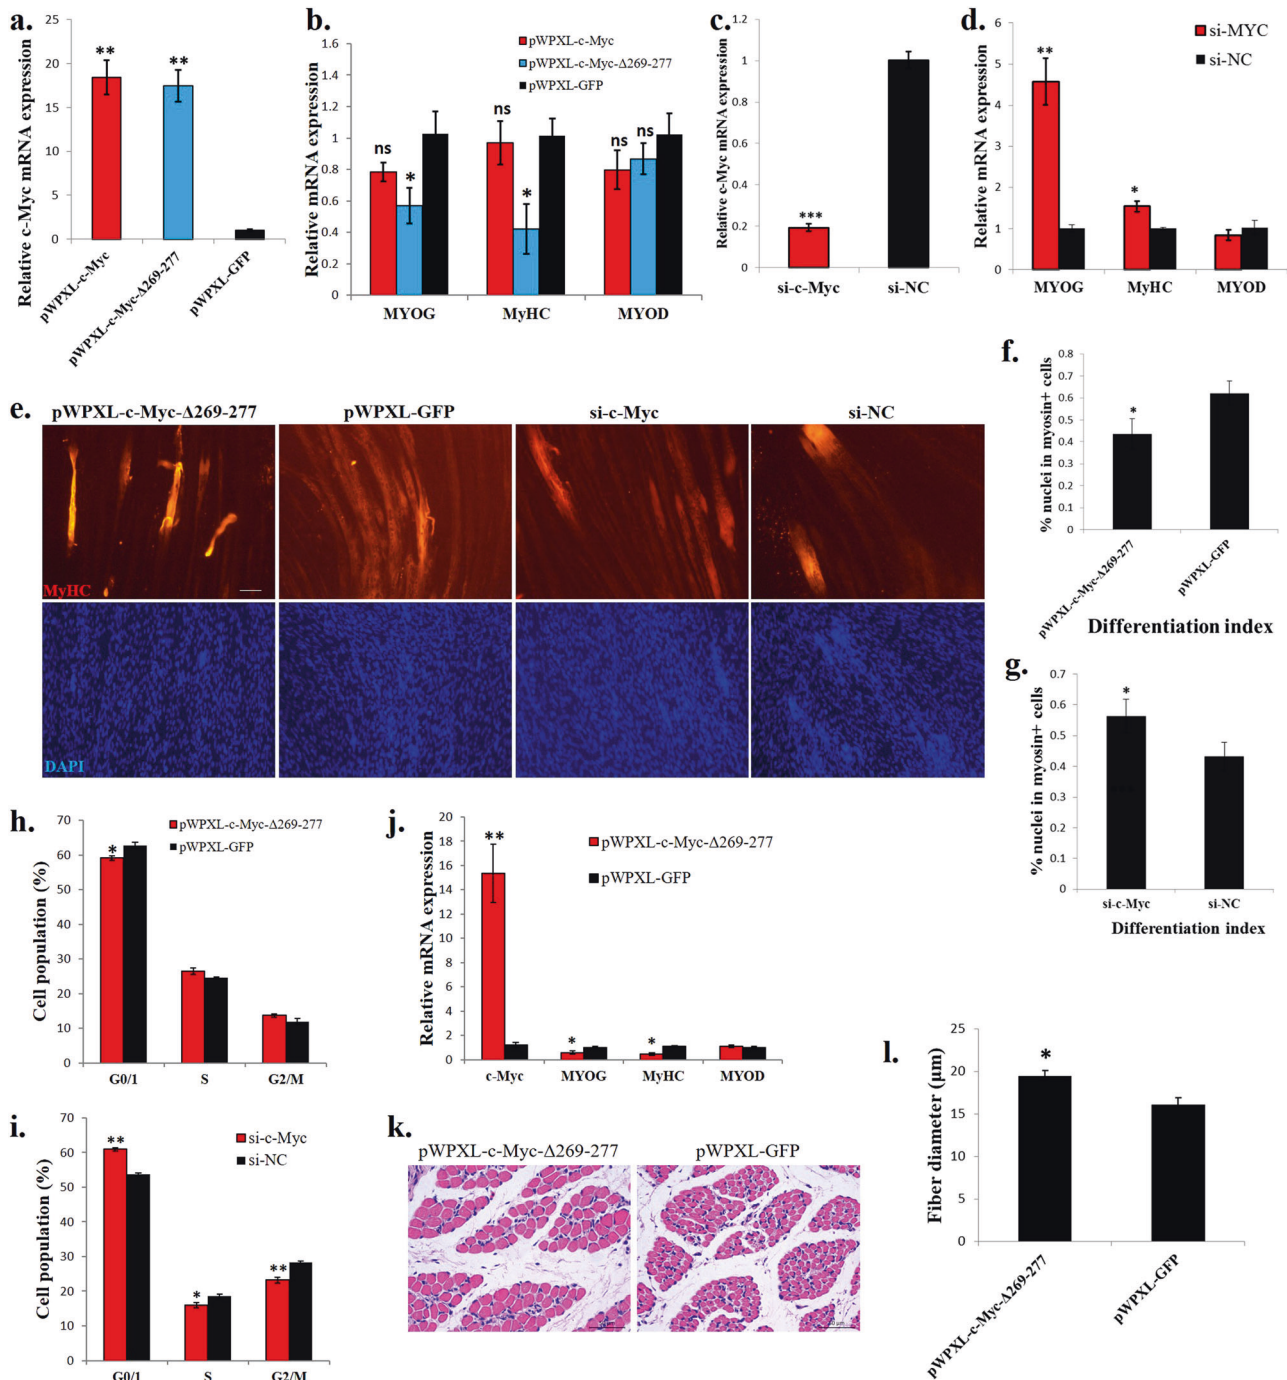 a.
Relative c-Myc mRNA expression
25
20
15
10
5
0
**
**
pWPXL-c-Myc
pWPXL-c-Myc-Δ269-277
pWPXL-GFP
b.
Relative mRNA expression
1.6
1.4
1.2
1
0.8
0.6
0.4
0.2
0
pWPXL-c-Myc
pWPXL-c-Myc-Δ269-277
pWPXL-GFP
ns
*
ns
*
ns
ns
MYOG
MyHC
MYOD
c.
Relative c-Myc mRNA expression
1.2
1
0.8
0.6
0.4
0.2
0
***
si-c-Myc
si-NC
d.
Relative mRNA expression
6
5
4
3
2
1
0
si-MYC
si-NC
**
*
MYOG
MyHC
MYOD
e.
pWPXL-c-Myc-Δ269-277
pWPXL-GFP
si-c-Myc
si-NC
MyHC
DAPI
f.
% nuclei in myosin+ cells
0.8
0.7
0.6
0.5
0.4
0.3
0.2
0.1
0
*
pWPXL-c-Myc-Δ269-277
pWPXL-GFP
Differentiation index
g.
% nuclei in myosin+ cells
0.7
0.6
0.5
0.4
0.3
0.2
0.1
0
*
si-c-Myc
si-NC
Differentiation index
h.
Cell population (%)
70
60
50
40
30
20
10
0
pWPXL-c-Myc-Δ269-277
pWPXL-GFP
*
G0/1
S
G2/M
j.
Relative mRNA expression
20
18
16
14
12
10
8
6
4
2
0
pWPXL-c-Myc-Δ269-277
pWPXL-GFP
**
*
*
c-Myc
MYOG
MyHC
MYOD
i.
Cell population (%)
70
60
50
40
30
20
10
0
si-c-Myc
si-NC
**
*
**
G0/1
S
G2/M
k.
pWPXL-c-Myc-Δ269-277
pWPXL-GFP
l.
Fiber diameter (μm)
25
20
15
10
5
0
*
pWPXL-c-Myc-Δ269-277
pWPXL-GFP